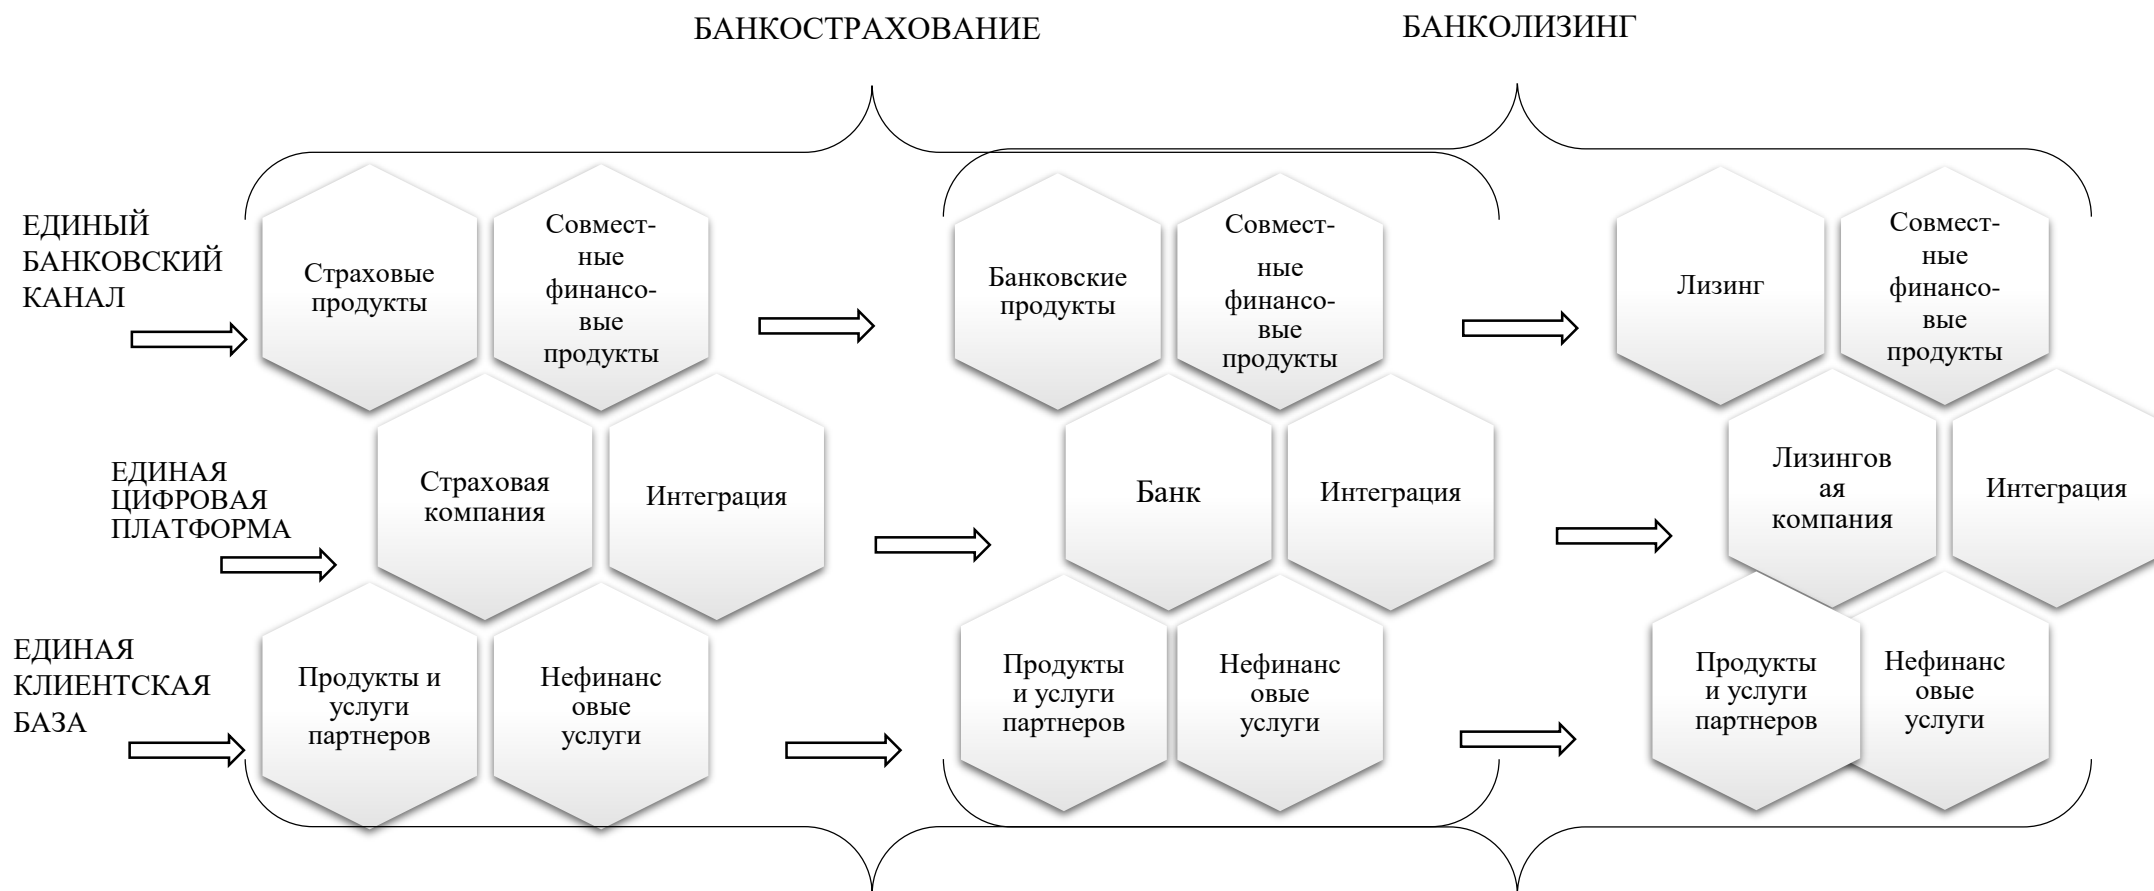 БАНКОСТРАХОВАНИЕ
БАНКОЛИЗИНГ
ЕДИНЫЙ
БАНКОВСКИЙ
КАНАЛ
Страховые
продукты
Совмест-
ные
финансо-
вые
продукты
Банковские
продукты
Совмест-
ные
финансо-
вые
продукты
Лизинг
Совмест-
ные
финансо-
вые
продукты
ЕДИНАЯ
ЦИФРОВАЯ
ПЛАТФОРМА
Страховая
компания
Интеграция
Банк
Интеграция
Лизингов
ая
компания
Интеграция
ЕДИНАЯ
КЛИЕНТСКАЯ
БАЗА
Продукты и
услуги
партнеров
Нефинанс
овые
услуги
Продукты
и услуги
партнеров
Нефинанс
овые
услуги
Продукты
и услуги
партнеров
Нефинанс
овые
услуги